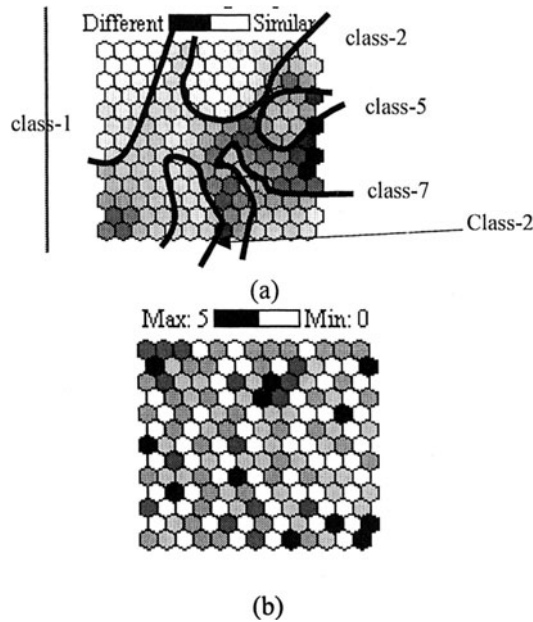 Different Similar
class-2
class-1
class-5
class-7
Class-2
(a)
Max: 5 Min: 0
(b)